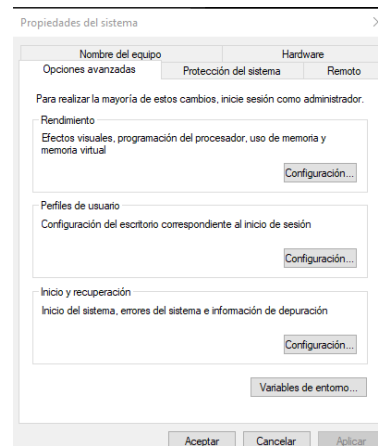 Propiedades del sistema
Nombre del equipo Hardware
Opciones avanzadas Protección del sistema Remoto
Para realizar la mayoría de estos cambios, inicie sesión como administrador.
Rendimiento
Efectos visuales, programación del procesador, uso de memoria y
memoria virtual
Configuración...
Perfiles de usuario
Configuración del escritorio correspondiente al inicio de sesión
Configuración...
Inicio y recuperación
Inicio del sistema, errores del sistema e información de depuración
Configuración...
Variables de entorno...
Aceptar Cancelar Aplicar